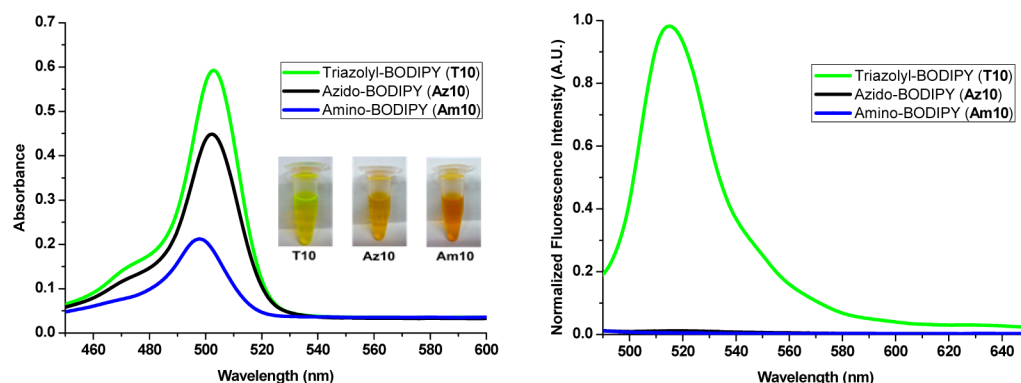 0.7
0.6
0.5
0.4
0.3
0.2
0.1
0.0
Absorbance
460 480 500 520 540 560 580 600
Wavelength (nm)
Triazolyl-BODIPY (T10)
Azido-BODIPY (Az10)
Amino-BODIPY (Am10)
T10 Az10 Am10
1.0
0.8
0.6
0.4
0.2
0.0
Normalized Fluorescence Intensity (A.U.)
500 520 540 560 580 600 620 640
Wavelength (nm)
Triazolyl-BODIPY (T10)
Azido-BODIPY (Az10)
Amino-BODIPY (Am10)